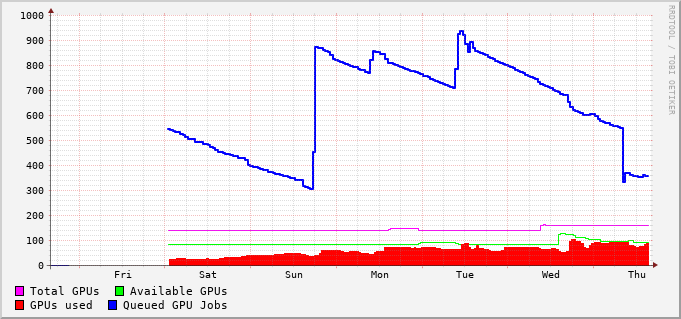 1000
900
800
700
600
500
400
300
200
100
0
Fri Sat Sun Mon Tue Wed Thu
Total GPUs Available GPUs
GPUs used Queued GPU Jobs
RRDTOOL / TOBI OETIKER